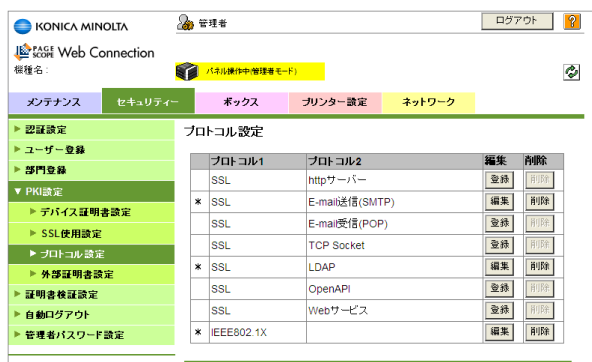 KONICA MINOLTA
管理者
ログアウト
?
PAGE SCOPE Web Connection
機種名:
パネル操作中(管理者モード)
メンテナンス セキュリティー ボックス プリンター設定 ネットワーク
認証設定
ユーザー登録
部門登録
PKI設定
デバイス証明書設定
SSL使用設定
プロトコル設定
外部証明書設定
証明書検証設定
自動ログアウト
管理者パスワード設定
プロトコル設定
プロトコル1 プロトコル2 編集 削除
SSL httpサーバー 登録 削除
* SSL E-mail送信(SMTP) 編集 削除
SSL E-mail受信(POP) 登録 削除
SSL TCP Socket 登録 削除
* SSL LDAP 編集 削除
SSL OpenAPI 登録 削除
SSL Webサービス 登録 削除
* IEEE802.1X 編集 削除